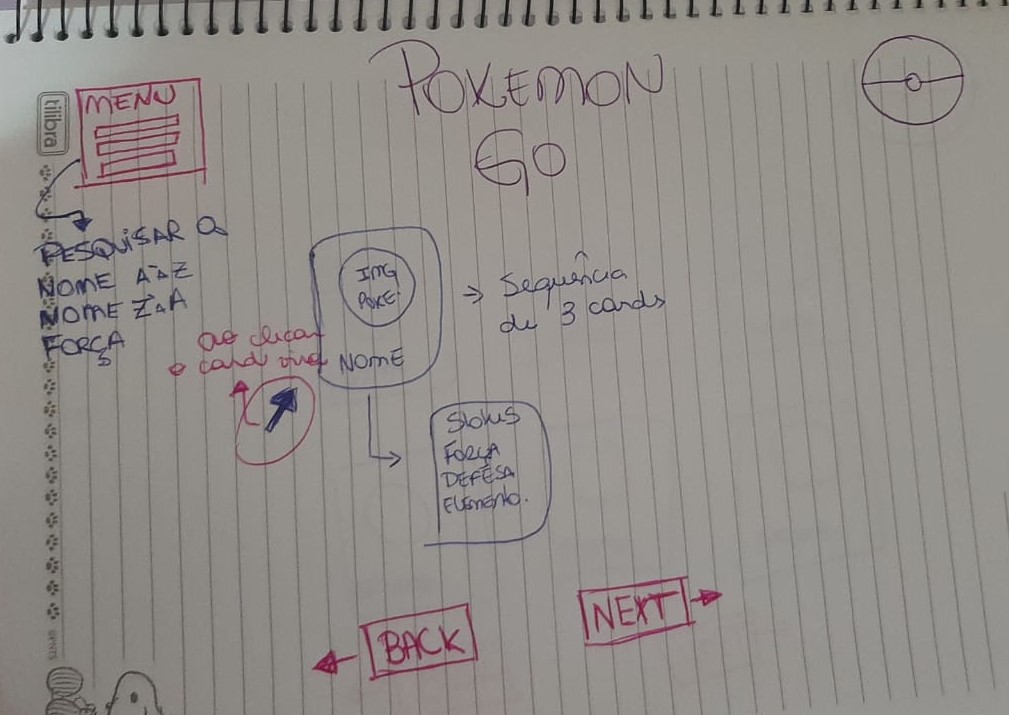 POKEMON
GO
tilibra
MENU
PESQUISAR
NOME A Z
NOME Z A
FORÇA
IMG
POKE
NOME
→ Sequência
de 3 cards
ao clicar
o card vira
Status
FORÇA
DEFESA
Elemento.
← BACK
NEXT →